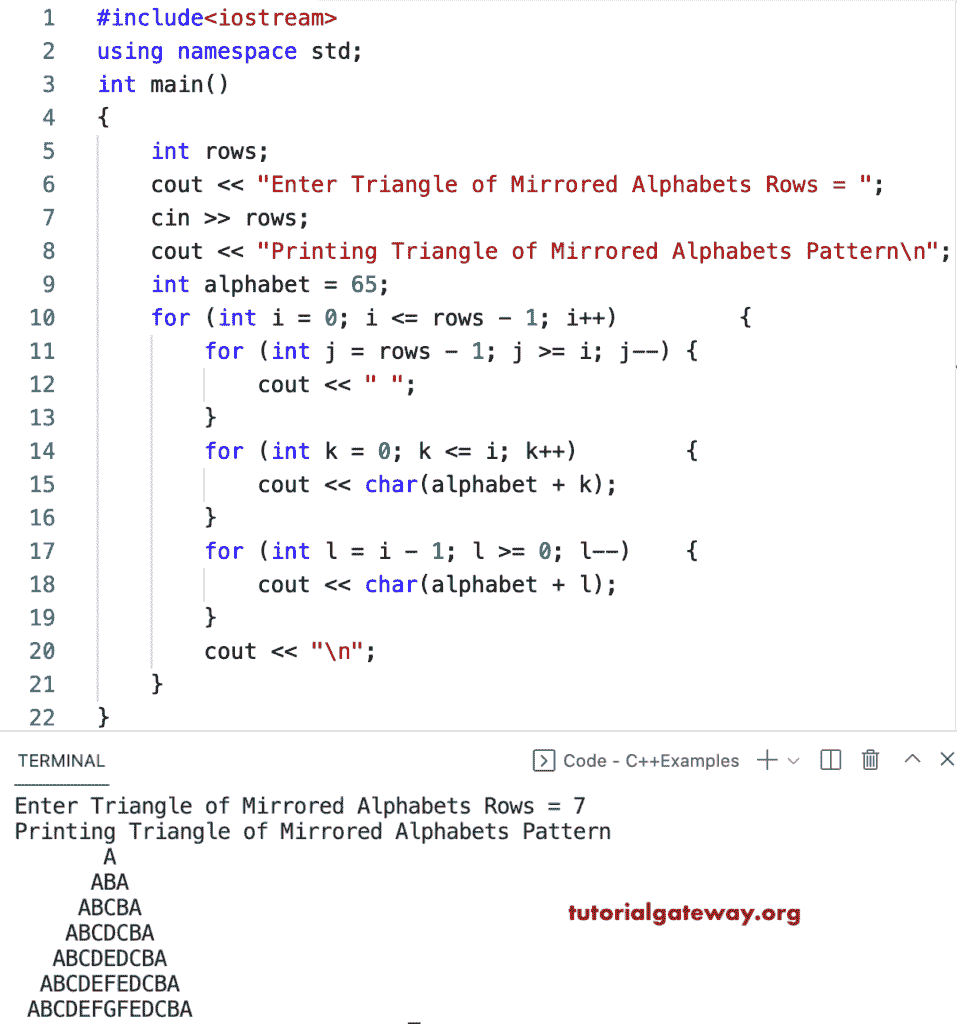 1 #include<iostream>
2 using namespace std;
3 int main()
4 {
5     int rows;
6     cout << "Enter Triangle of Mirrored Alphabets Rows = ";
7     cin >> rows;
8     cout << "Printing Triangle of Mirrored Alphabets Pattern\n";
9     int alphabet = 65;
10     for (int i = 0; i <= rows - 1; i++)         {
11         for (int j = rows - 1; j >= i; j--) {
12             cout << " ";
13         }
14         for (int k = 0; k <= i; k++)        {
15             cout << char(alphabet + k);
16         }
17         for (int l = i - 1; l >= 0; l--)    {
18             cout << char(alphabet + l);
19         }
20         cout << "\n";
21     }
22 }
TERMINAL Code - C++Examples
Enter Triangle of Mirrored Alphabets Rows = 7
Printing Triangle of Mirrored Alphabets Pattern
       A
      ABA
     ABCBA
    ABCDCBA
   ABCDEDCBA
  ABCDEFEDCBA
 ABCDEFGFEDCBA
tutorialgateway.org